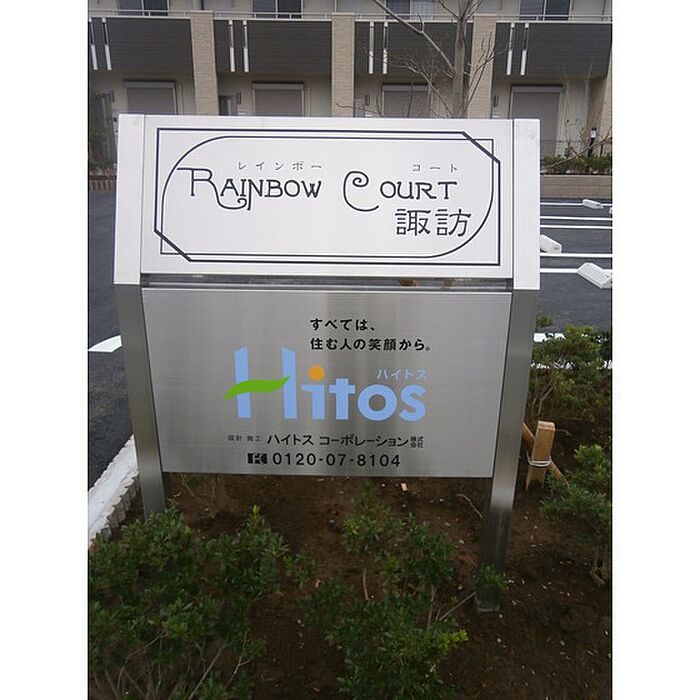 レインボー コート
RAINBOW COURT
諏訪
すべては、
住む人の笑顔から。
ハイトス
Hitos
設計 施工 ハイトス コーポレーション株式会社
0120-07-8104